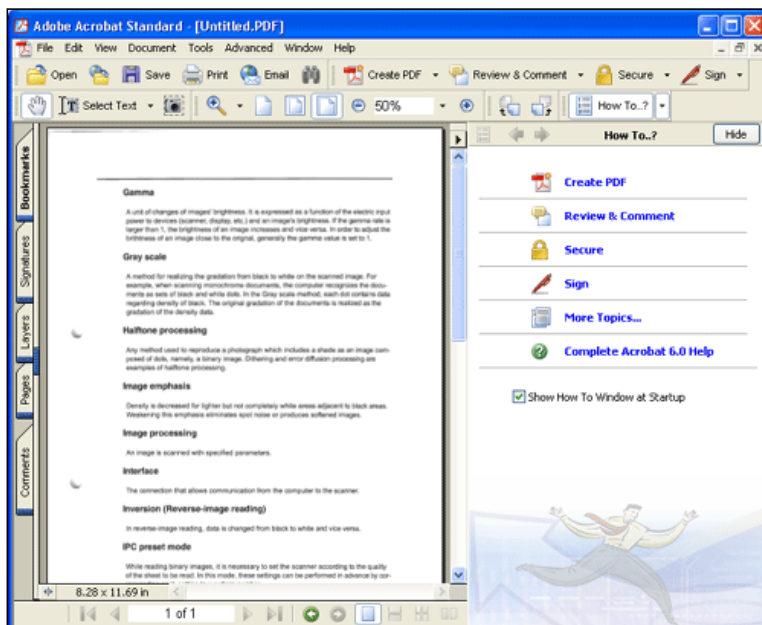 Adobe Acrobat Standard - [Untitled.PDF]
File Edit View Document Tools Advanced Window Help
Open Save Print Email Create PDF Review & Comment Secure Sign
Select Text 50% How To..?
How To..? Hide
Bookmarks
Signatures
Layers
Pages
Comments
Gamma
A unit of changes of images' brightness. It is expressed as a function of the electric input
power to devices (scanner, display, etc.) and an image's brightness. If the gamma rate is
larger than 1, the brightness of an image increases and vice versa. In order to adjust the
brihtness of an image close to the original, generally the gamma value is set to 1.
Gray scale
A method for realizing the gradation from black to white on the scanned image. For
example, when scanning monochrome documents, the computer recognizes the docu-
ments as sets of black and white dots. In the Gray scale method, each dot contains data
regarding density of black. The original gradation of the documents is realized as the
gradation of the density data.
Halftone processing
Any method used to reproduce a photograph which includes a shade as an image com-
posed of dots, namely, a binary image. Dithering and error diffusion processing are
examples of halftone processing.
Image emphasis
Density is decreased for lighter but not completely white areas adjacent to black areas.
Weakening this emphasis eliminates spot noise or produces softened images.
Image processing
An image is scanned with specified parameters.
Interface
The connection that allows communication from the computer to the scanner.
Inversion (Reverse-image reading)
In reverse-image reading, data is changed from black to white and vice versa.
IPC preset mode
While reading binary images, it is necessary to set the scanner according to the quality
of the sheet to be read. In this mode, these settings can be performed in advance by cor-
Create PDF
Review & Comment
Secure
Sign
More Topics...
Complete Acrobat 6.0 Help
Show How To Window at Startup
8.28 x 11.69 in
1 of 1